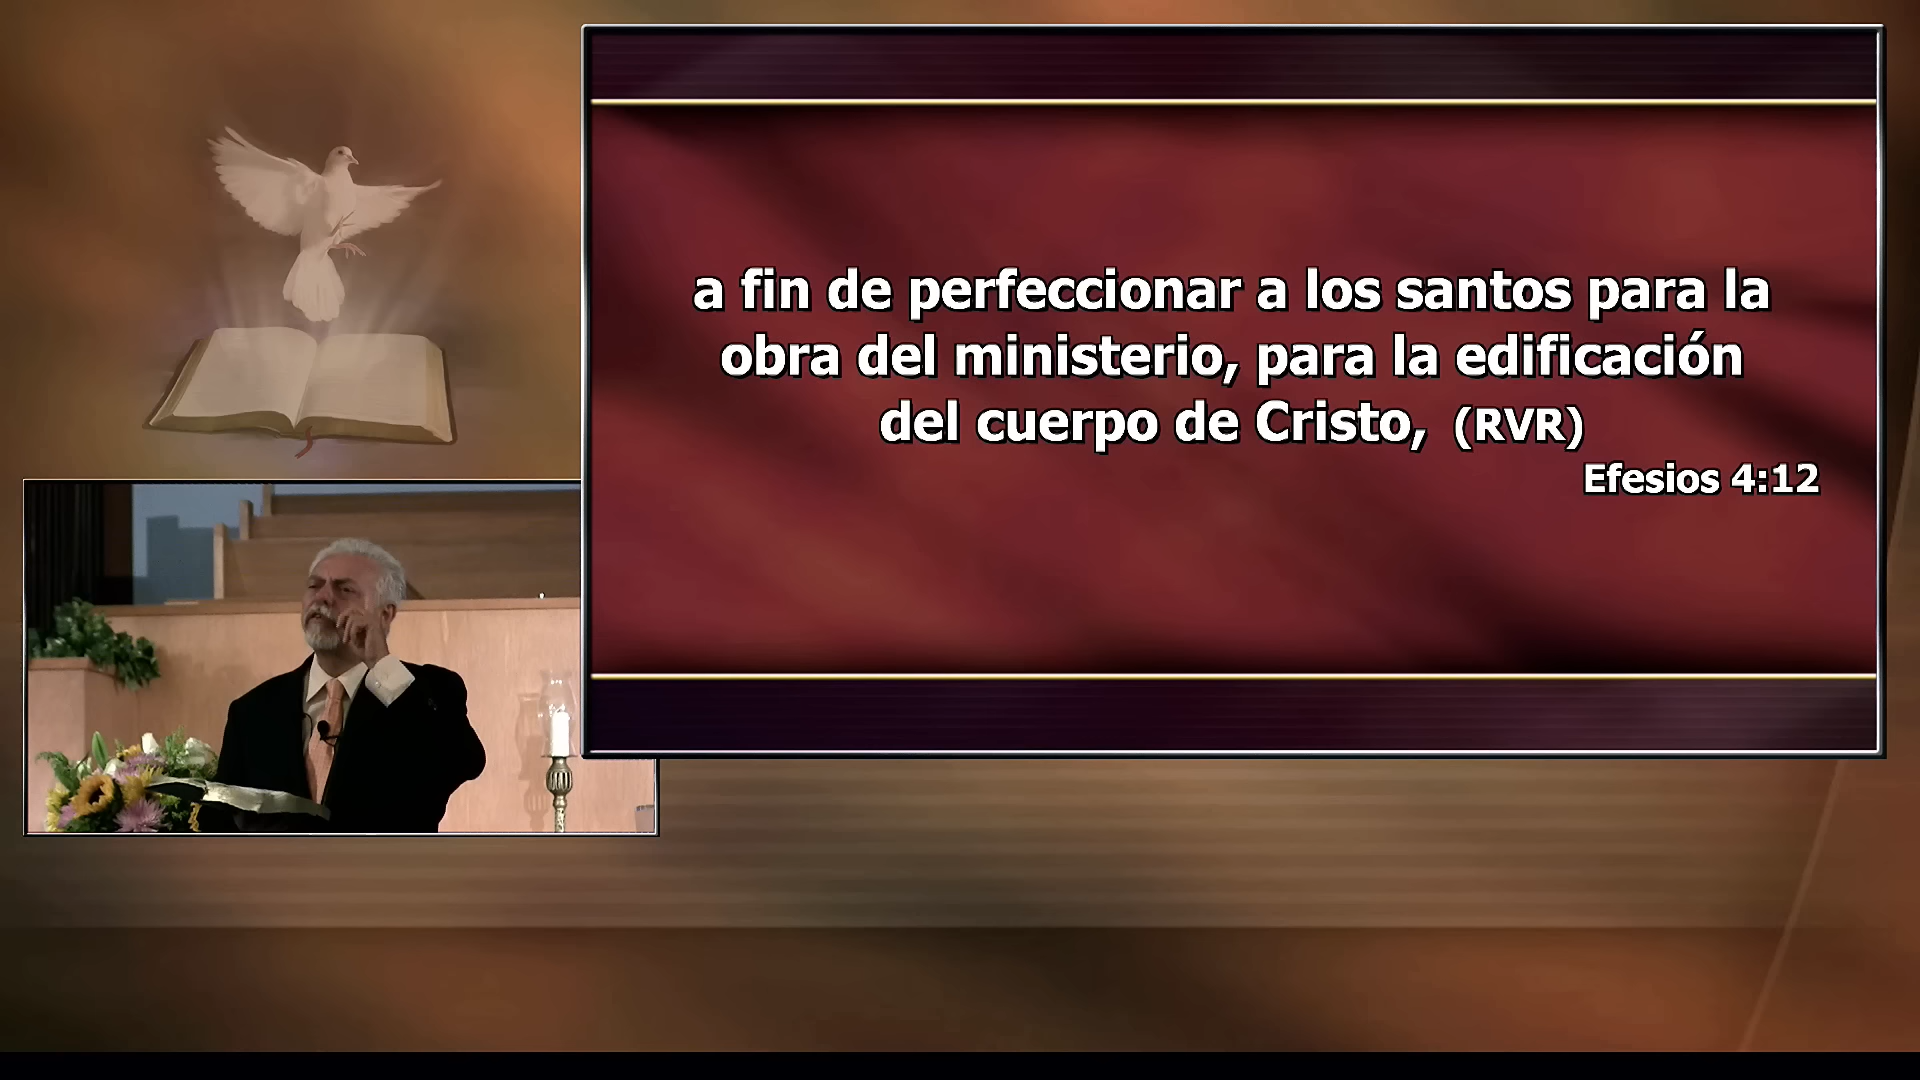 a fin de perfeccionar a los santos para la
obra del ministerio, para la edificación
del cuerpo de Cristo, (RVR)
Efesios 4:12